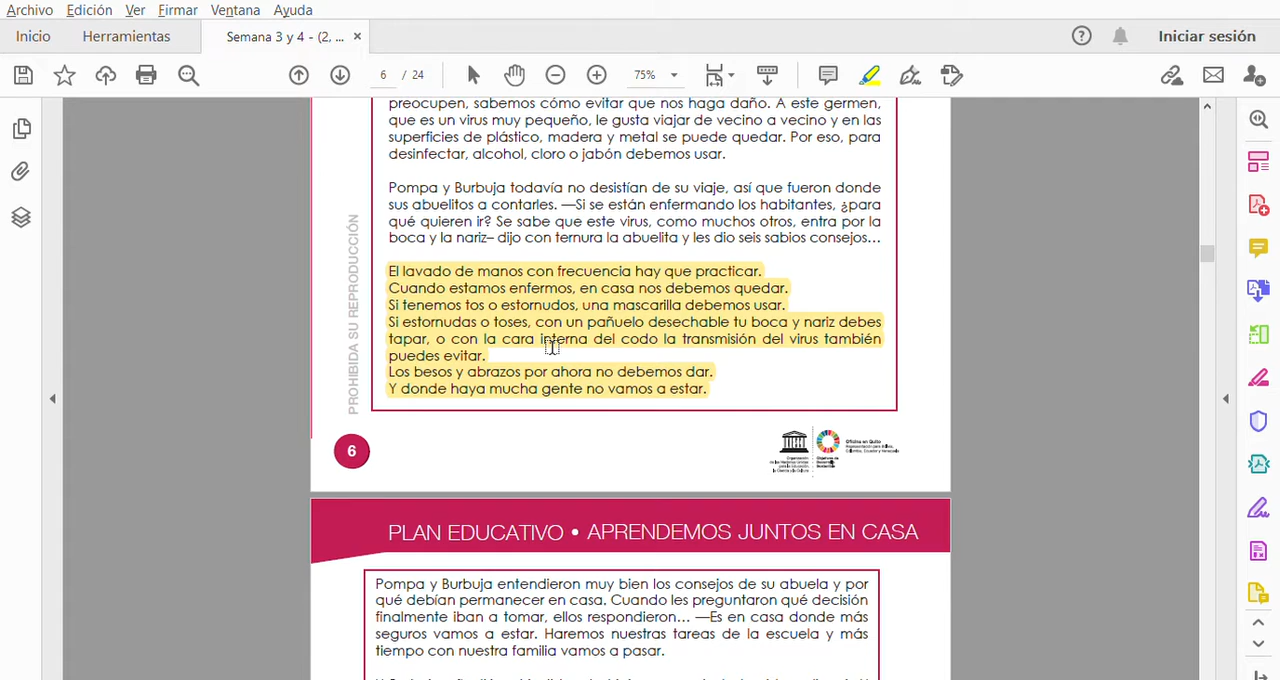 Archivo Edición Ver Firmar Ventana Ayuda
Inicio Herramientas Semana 3 y 4 - (2, ... × Iniciar sesión
6 / 24 75%
preocupen, sabemos cómo evitar que nos haga daño. A este germen,
que es un virus muy pequeño, le gusta viajar de vecino a vecino y en las
superficies de plástico, madera y metal se puede quedar. Por eso, para
desinfectar, alcohol, cloro o jabón debemos usar.
Pompa y Burbuja todavía no desistían de su viaje, así que fueron donde
sus abuelitos a contarles. —Si se están enfermando los habitantes, ¿para
qué quieren ir? Se sabe que este virus, como muchos otros, entra por la
boca y la nariz– dijo con ternura la abuelita y les dio seis sabios consejos...
El lavado de manos con frecuencia hay que practicar.
Cuando estamos enfermos, en casa nos debemos quedar.
Si tenemos tos o estornudos, una mascarilla debemos usar.
Si estornudas o toses, con un pañuelo desechable tu boca y nariz debes
tapar, o con la cara interna del codo la transmisión del virus también
puedes evitar.
Los besos y abrazos por ahora no debemos dar.
Y donde haya mucha gente no vamos a estar.
PROHIBIDA SU REPRODUCCIÓN
6
PLAN EDUCATIVO • APRENDEMOS JUNTOS EN CASA
Pompa y Burbuja entendieron muy bien los consejos de su abuela y por
qué debían permanecer en casa. Cuando les preguntaron qué decisión
finalmente iban a tomar, ellos respondieron... —Es en casa donde más
seguros vamos a estar. Haremos nuestras tareas de la escuela y más
tiempo con nuestra familia vamos a pasar.